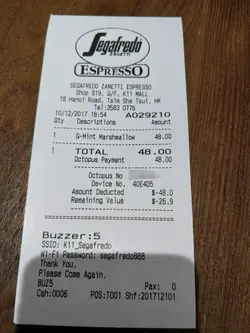 Segafredo
ZANETTI
ESPRESSO
SEGAFREDO ZANETTI ESPRESSO
Shop G19, G/F, K11 MALL
18 Hanoi Road, Tsim Sha Tsui, HK
Tel:3583 0776
10/12/2017 18:54 A029210
Qty Descriptions Amount
1 G-Mint Marshmallow 48.00
1 TOTAL 48.00
Octopus Payment 48.00
Octopus No
Device No. 40E4D5
Amount Deducted $-48.0
Remaining Value $-26.9
Buzzer:5
SSID: K11_Segafredo
Wi-Fi Password: segafredo888
Thank You,
Please Come Again.
BUZ5 Pax: 0
Csh:0006 POS:T001 Shf:201712101